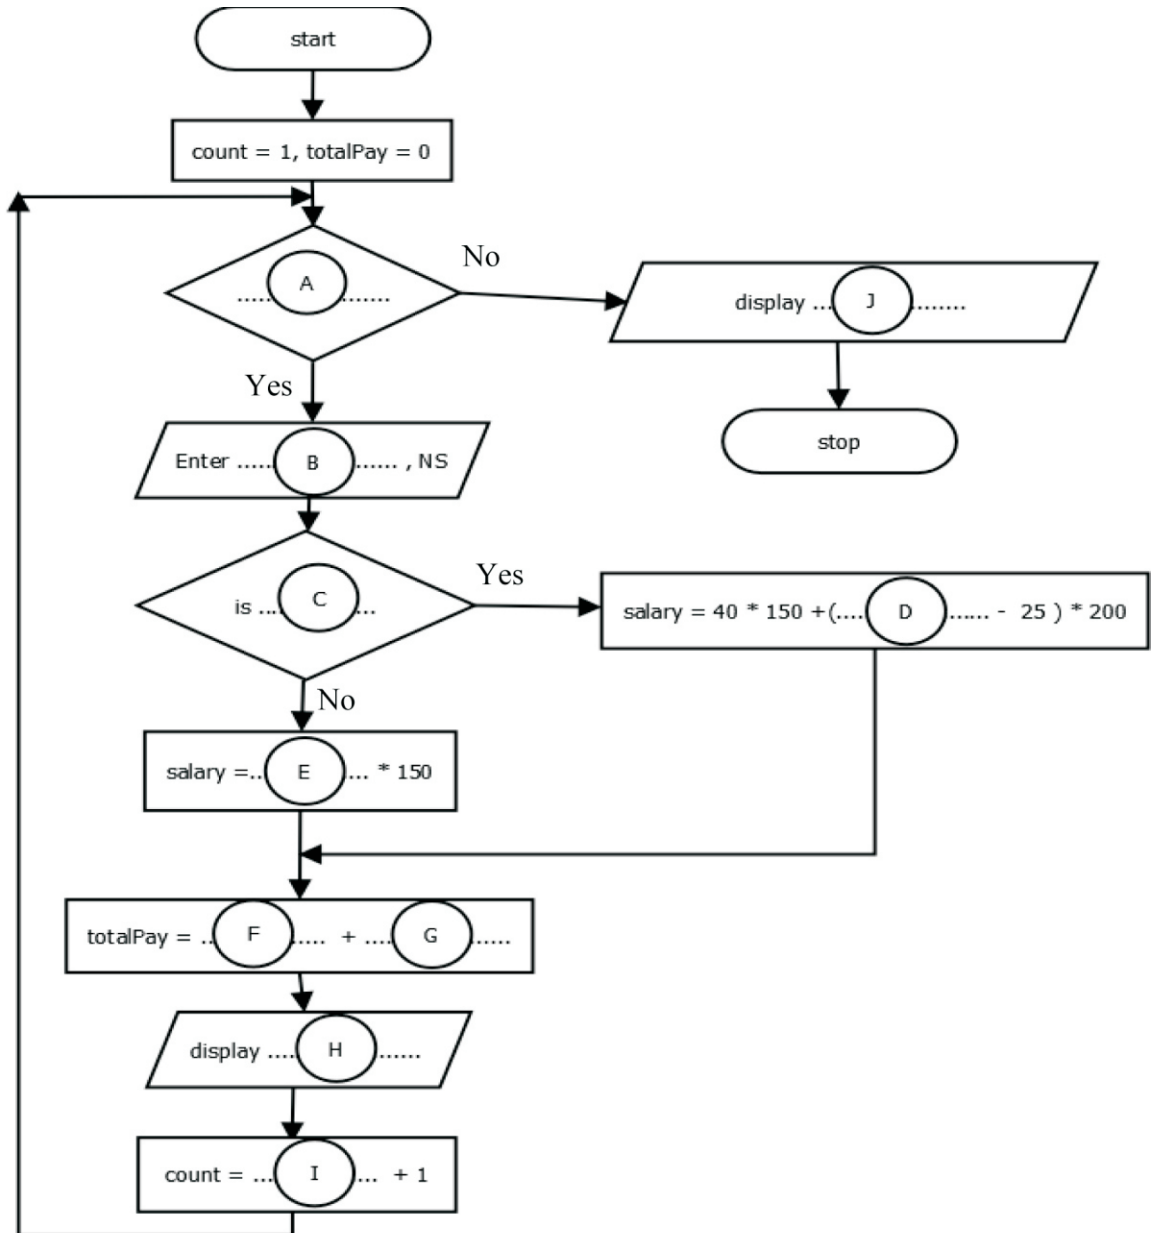 start
count = 1, totalPay = 0
.....A.......
No
display ...J........
Yes
stop
Enter .....B...... , NS
is ....C...
Yes
salary = 40 * 150 +(....D...... - 25 ) * 200
No
salary =..E... * 150
totalPay = ..F..... + ....G......
display .....H......
count = ...I... + 1